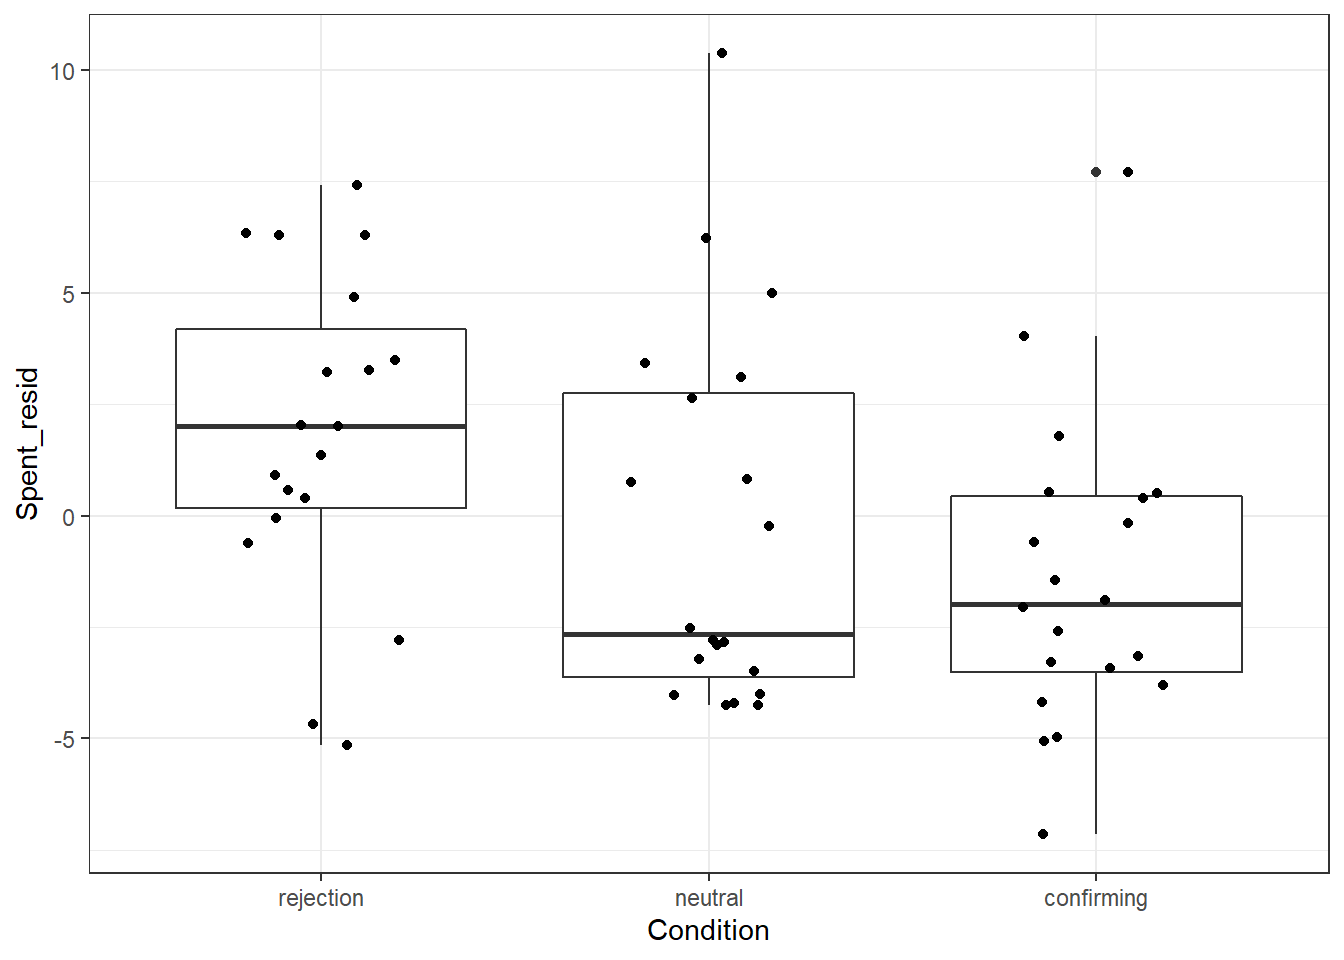 10
5
0
-5
Spent_resid
rejection
neutral
confirming
Condition